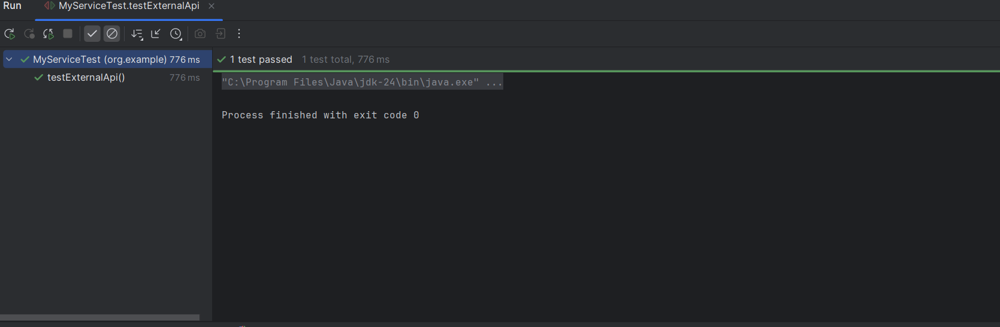 Run MyServiceTest.testExternalApi
MyServiceTest (org.example) 776 ms
testExternalApi() 776 ms
1 test passed 1 test total, 776 ms
"C:\Program Files\Java\jdk-24\bin\java.exe" ...
Process finished with exit code 0